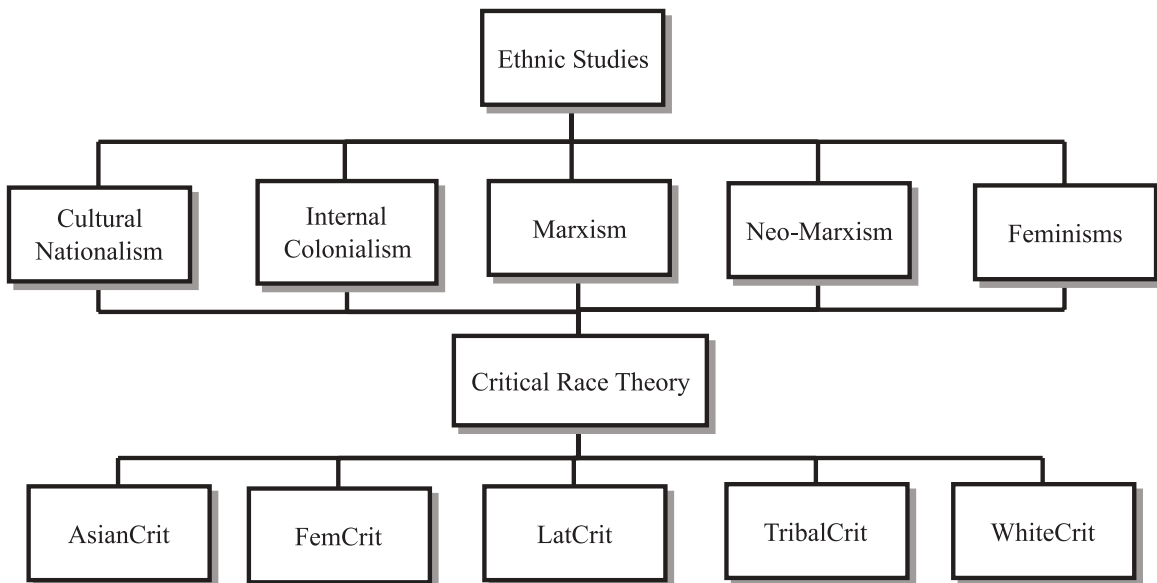 Ethnic Studies
Cultural
Nationalism
Internal
Colonialism
Marxism
Neo-Marxism
Feminisms
Critical Race Theory
AsianCrit
FemCrit
LatCrit
TribalCrit
WhiteCrit